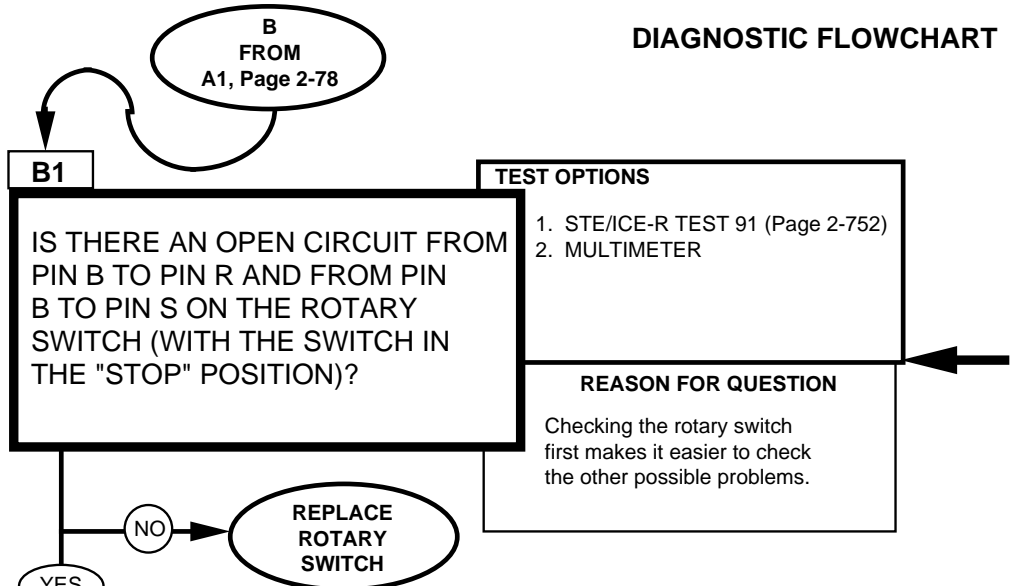 DIAGNOSTIC FLOWCHART
B
FROM
A1, Page 2-78
B1
IS THERE AN OPEN CIRCUIT FROM
PIN B TO PIN R AND FROM PIN
B TO PIN S ON THE ROTARY
SWITCH (WITH THE SWITCH IN
THE "STOP" POSITION)?
TEST OPTIONS
1. STE/ICE-R TEST 91 (Page 2-752)
2. MULTIMETER
REASON FOR QUESTION
Checking the rotary switch
first makes it easier to check
the other possible problems.
NO
REPLACE
ROTARY
SWITCH
YES